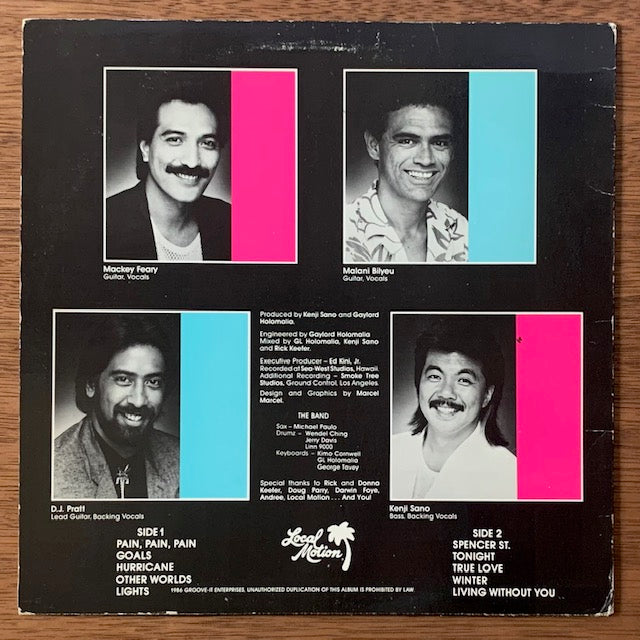 Mackey Feary
Guitar, Vocals
Malani Bilyeu
Guitar, Vocals
Produced by Kenji Sano and Gaylord
Holomalia.
Engineered by Gaylord Holomalia
Mixed by GL Holomalia, Kenji Sano
and Rick Keefer.
Executive Producer – Ed Kini, Jr.
Recorded at Sea-West Studios, Hawaii
Additional Recording – Smoke Tree
Studios, Ground Control, Los Angeles.
Design and Graphics by Marcel
Marcel.
THE BAND
Sax – Michael Paulo
Drumz – Wendel Ching
Jerry Davis
Linn 9000
Keyboards – Kimo Cornwell
GL Holomalia
George Tavey
Special thanks to Rick and Donna
Keefer, Doug Parry, Darwin Foye,
Andree, Local Motion . . . And You!
D.J. Pratt
Lead Guitar, Backing Vocals
Kenji Sano
Bass, Backing Vocals
SIDE 1
PAIN, PAIN, PAIN
GOALS
HURRICANE
OTHER WORLDS
LIGHTS
Local
Motion
SIDE 2
SPENCER ST.
TONIGHT
TRUE LOVE
WINTER
LIVING WITHOUT YOU
1986 GROOVE-IT ENTERPRISES. UNAUTHORIZED DUPLICATION OF THIS ALBUM IS PROHIBITED BY LAW.